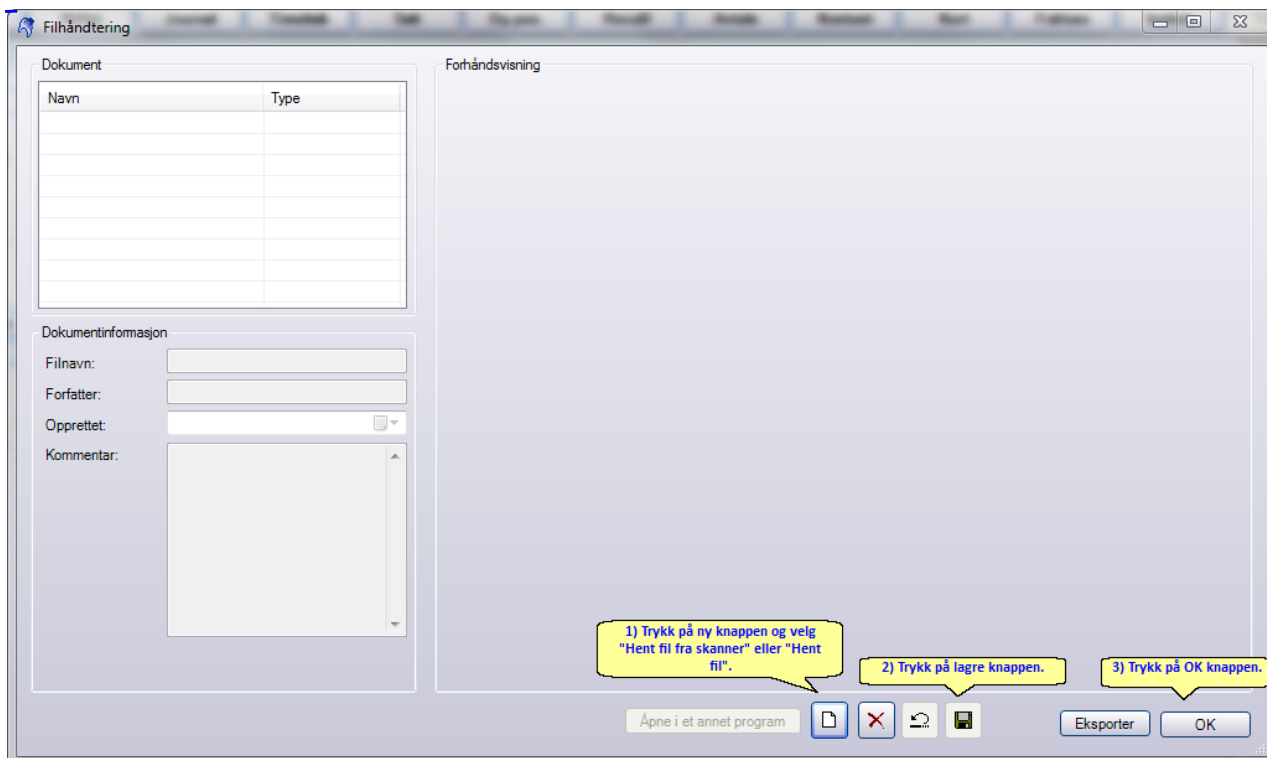 Filhåndtering
Dokument
Navn Type
Dokumentinformasjon
Filnavn:
Forfatter:
Opprettet:
Kommentar:
Forhåndsvisning
1) Trykk på ny knappen og velg
"Hent fil fra skanner" eller "Hent
fil".
2) Trykk på lagre knappen.
3) Trykk på OK knappen.
Åpne i et annet program
Eksporter
OK